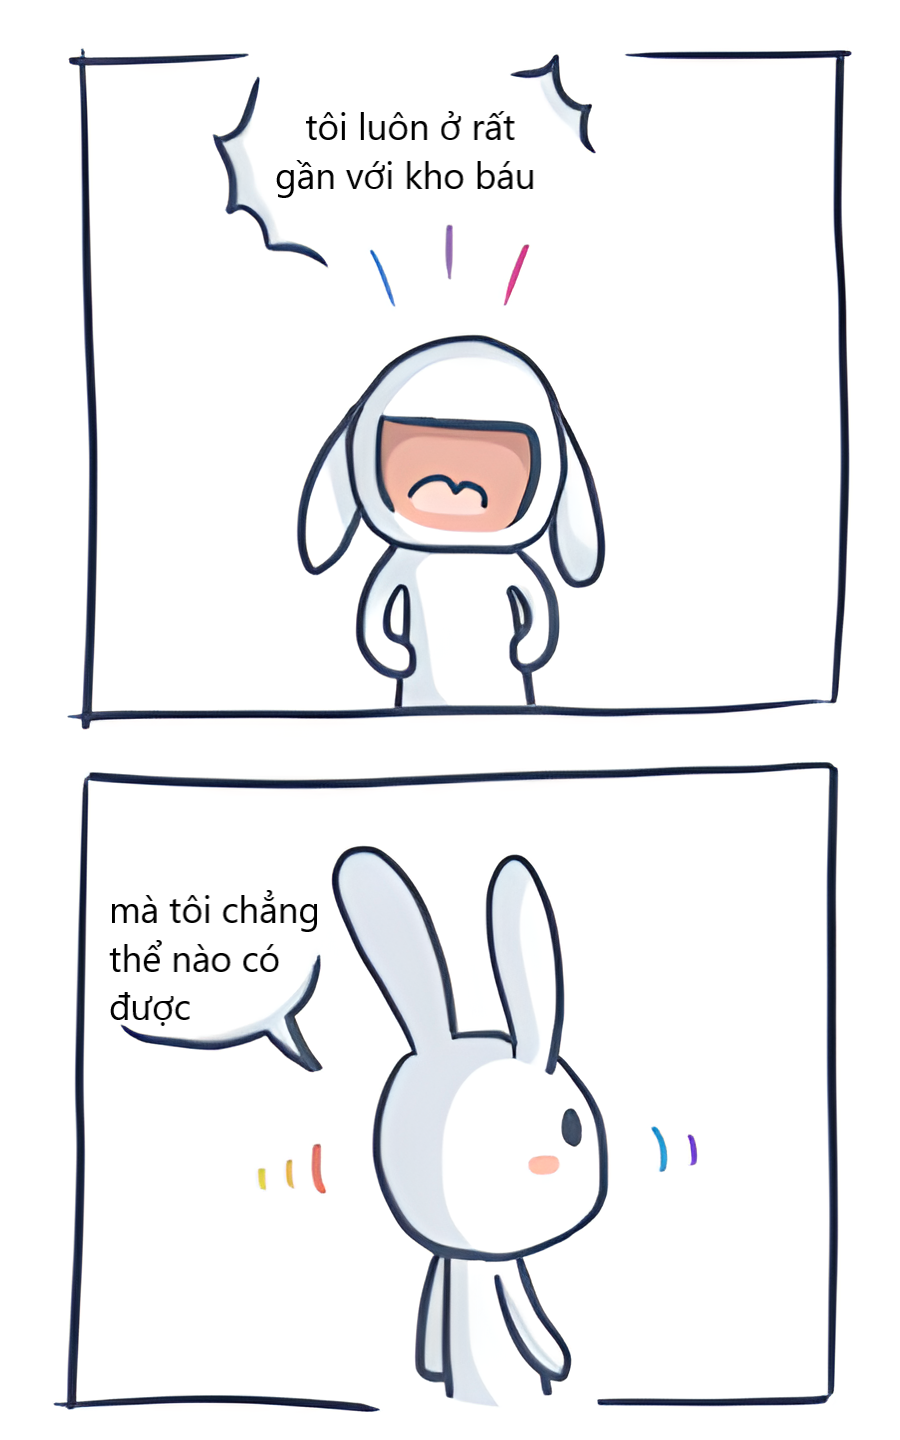 tôi luôn ở rất
gần với kho báu
mà tôi chẳng
thể nào có
được